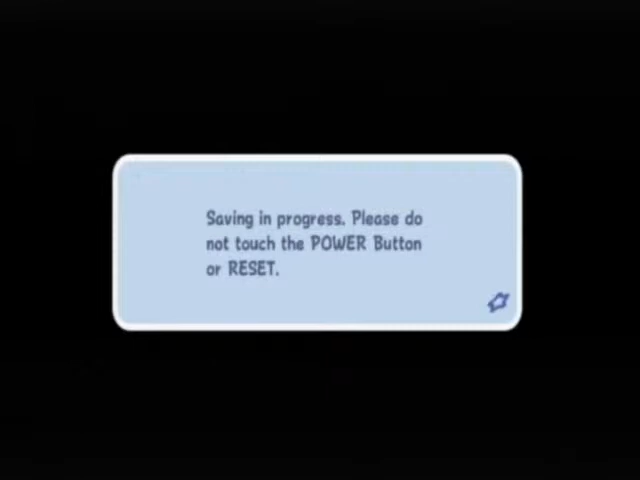 Saving in progress. Please do
not touch the POWER Button
or RESET.